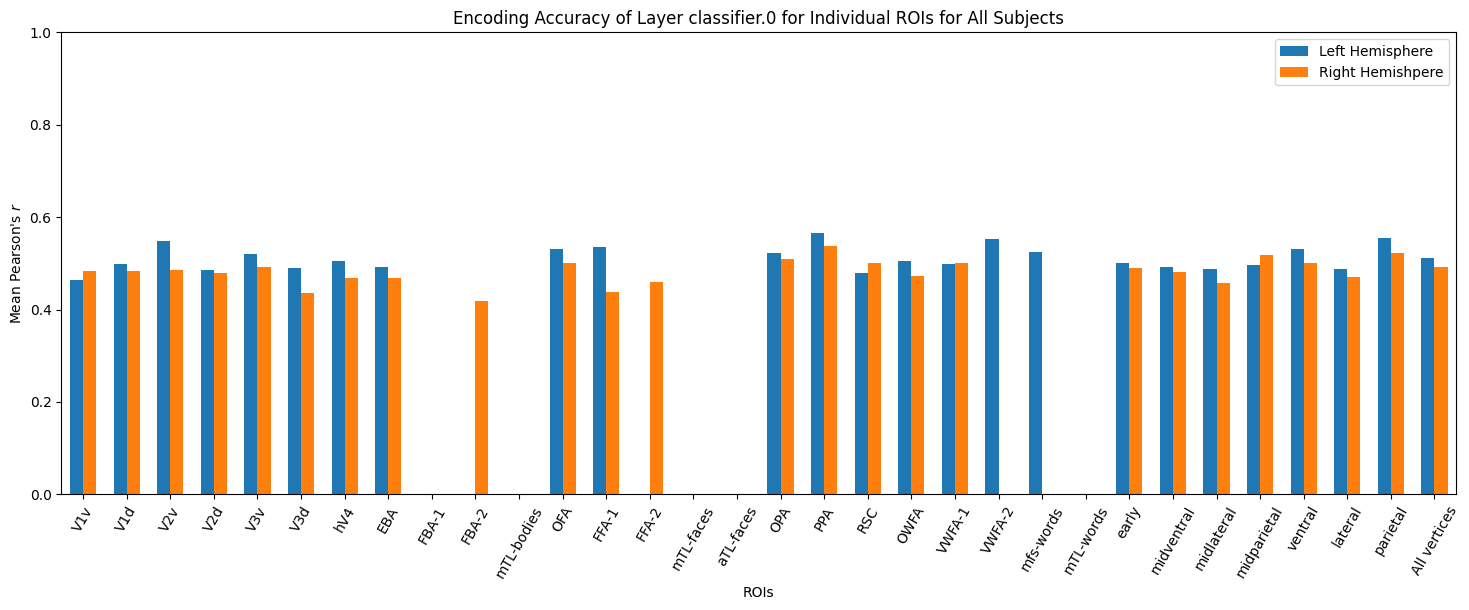 Encoding Accuracy of Layer classifier.0 for Individual ROIs for All Subjects
Left Hemisphere
Right Hemishpere
Mean Pearson's r
1.0
0.8
0.6
0.4
0.2
0.0
V1v
V1d
V2v
V2d
V3v
V3d
hV4
EBA
FBA-1
FBA-2
mTL-bodies
OFA
FFA-1
FFA-2
mTL-faces
aTL-faces
OPA
PPA
RSC
OWFA
VWFA-1
VWFA-2
mfs-words
mTL-words
early
midventral
midlateral
midparietal
ventral
lateral
parietal
All vertices
ROIs